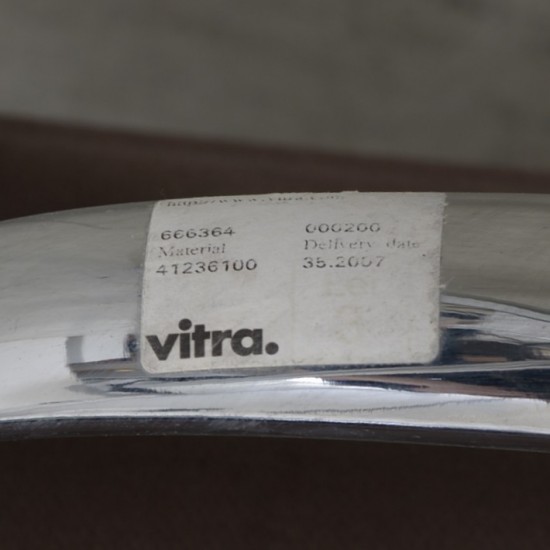 666364 000200
Material Delivery date
41236100 35.2007
vitra.